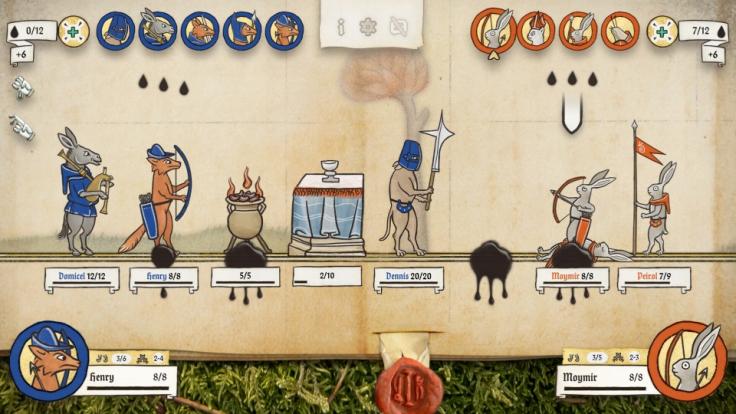 0/12
+6
7/12
+6
Domicel 12/12
Henry 8/8
5/5
2/10
Dennis 20/20
Moymir 8/8
Peirol 7/9
3/6 2-4
Henry 8/8
3/5 2-3
Moymir 8/8